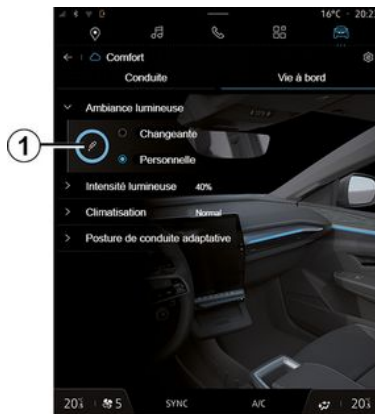 16°C - 20:2
← Comfort
Conduite
Vie à bord
Ambiance lumineuse
Changeante
1
Personnelle
Intensité lumineuse 40%
Climatisation Normal
Posture de conduite adaptative
5 SYNC A/C